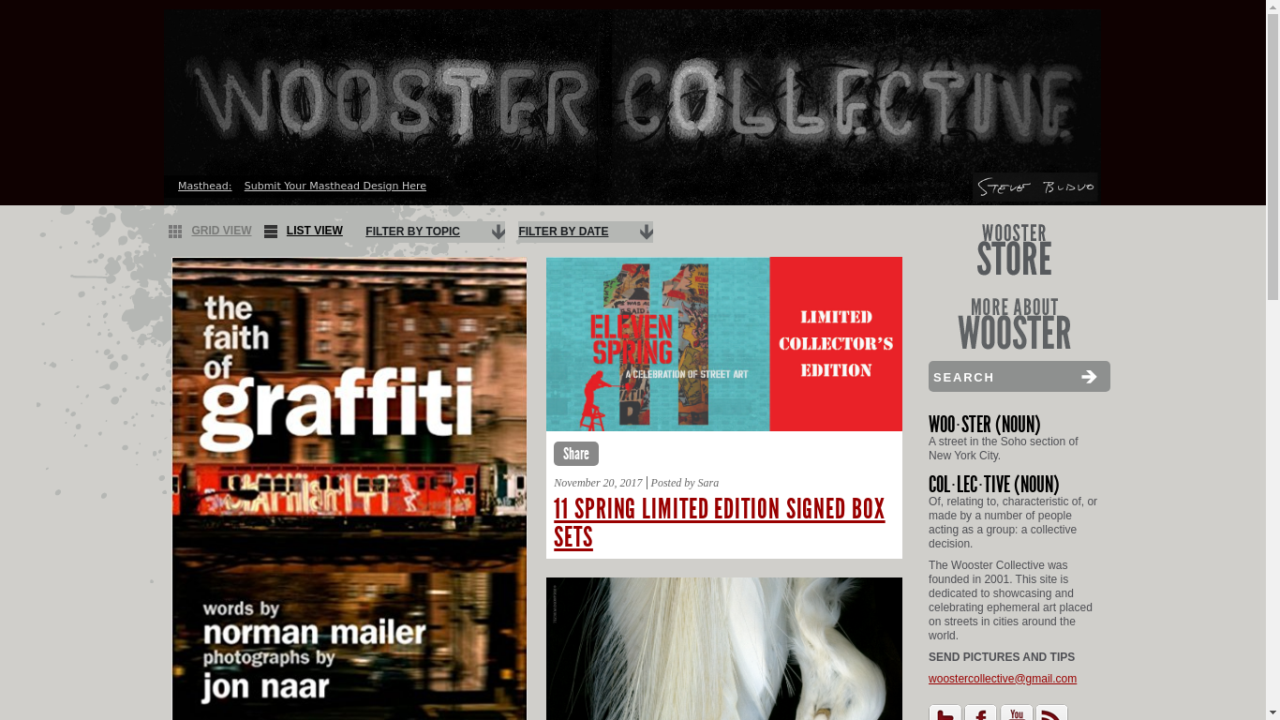 WOOSTER COLLECTIVE
Masthead: Submit Your Masthead Design Here
GRID VIEW LIST VIEW FILTER BY TOPIC FILTER BY DATE
the
faith
of
graffiti
words by
norman mailer
photographs by
jon naar
11
ELEVEN
SPRING
A CELEBRATION OF STREET ART
LIMITED
COLLECTOR'S
EDITION
Share
November 20, 2017 | Posted by Sara
11 SPRING LIMITED EDITION SIGNED BOX
SETS
WOOSTER
STORE
MORE ABOUT
WOOSTER
SEARCH
WOO·STER (NOUN)
A street in the Soho section of
New York City.
COL·LEC·TIVE (NOUN)
Of, relating to, characteristic of, or
made by a number of people
acting as a group: a collective
decision.
The Wooster Collective was
founded in 2001. This site is
dedicated to showcasing and
celebrating ephemeral art placed
on streets in cities around the
world.
SEND PICTURES AND TIPS
woostercollective@gmail.com
You